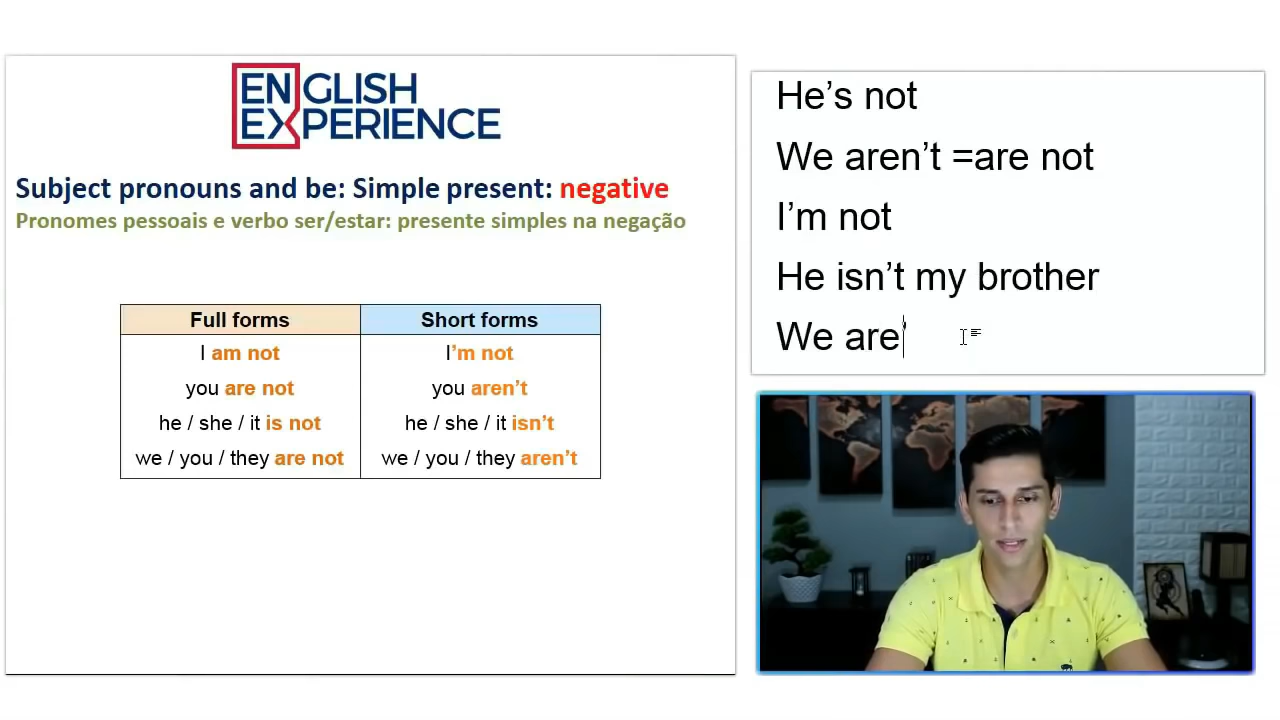 ENGLISH
EXPERIENCE
Subject pronouns and be: Simple present: negative
Pronomes pessoais e verbo ser/estar: presente simples na negação
Full forms Short forms
I am not I'm not
you are not you aren't
he / she / it is not he / she / it isn't
we / you / they are not we / you / they aren't
He's not
We aren't =are not
I'm not
He isn't my brother
We are'